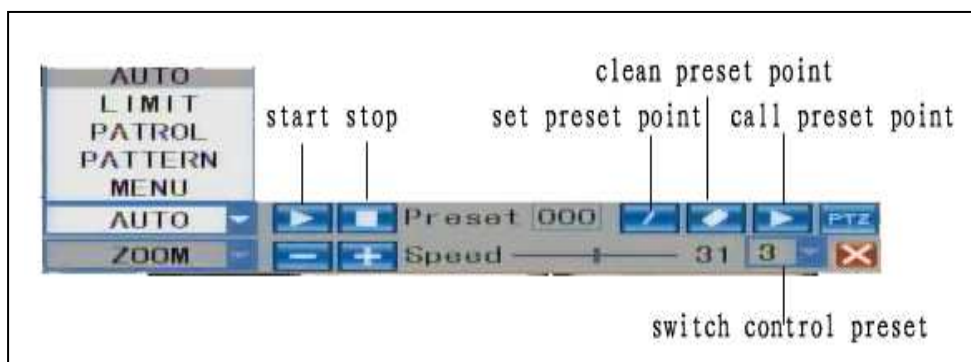 clean preset point
AUTO
LIMIT
PATROL
PATTERN
MENU
start stop
set preset point
call preset point
AUTO
Preset 000
PTZ
ZOOM
Speed 31 3
switch control preset